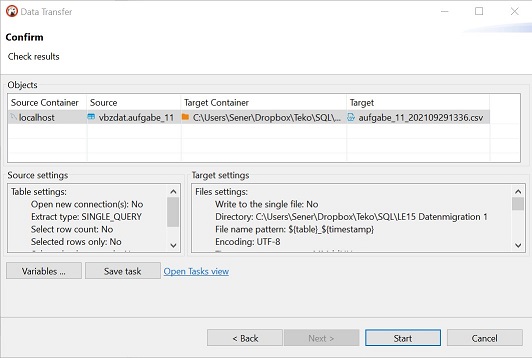 Data Transfer
Confirm
Check results
Objects
Source Container Source Target Container Target
localhost vbzdat.aufgabe_11 C:\Users\Sener\Dropbox\Teko\SQL\... aufgabe_11_202109291336.csv
Source settings
Table settings:
Open new connection(s): No
Extract type: SINGLE_QUERY
Select row count: No
Selected rows only: No
Target settings
Files settings:
Write to the single file: No
Directory: C:\Users\Sener\Dropbox\Teko\SQL\LE15 Datenmigration 1
File name pattern: ${table}_${timestamp}
Encoding: UTF-8
Variables ... Save task Open Tasks view
< Back Next > Start Cancel